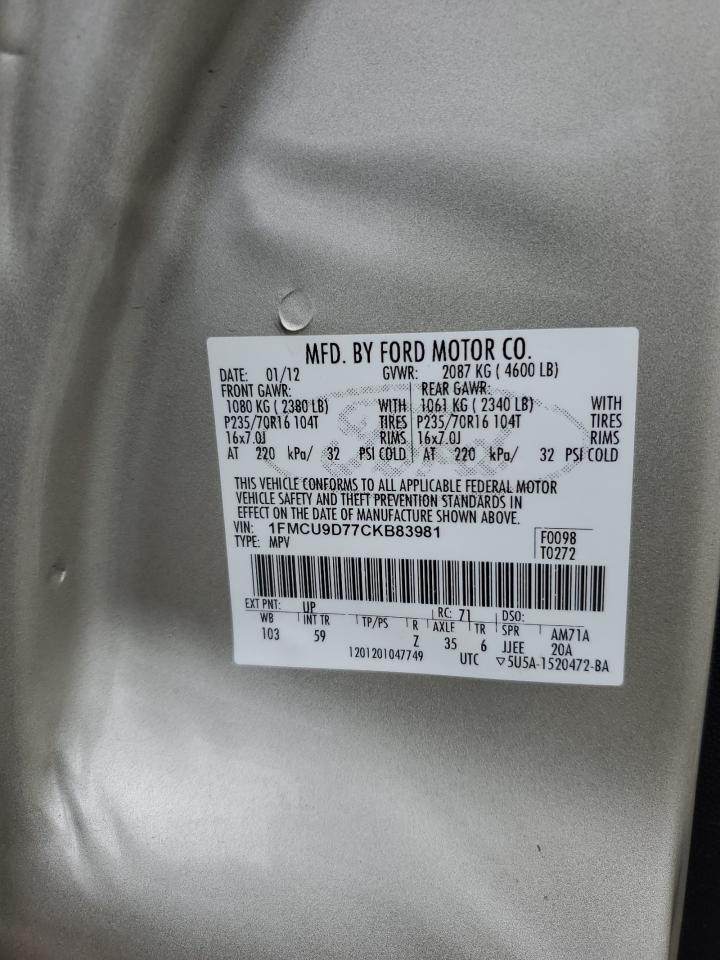 MFD. BY FORD MOTOR CO.
DATE: 01/12 GVWR: 2087 KG ( 4600 LB)
FRONT GAWR: REAR GAWR:
1080 KG ( 2380 LB) WITH 1061 KG ( 2340 LB) WITH
P235/70R16 104T TIRES P235/70R16 104T TIRES
16x7.0J RIMS 16x7.0J RIMS
AT 220 kPa/ 32 PSI COLD AT 220 kPa/ 32 PSI COLD
THIS VEHICLE CONFORMS TO ALL APPLICABLE FEDERAL MOTOR
VEHICLE SAFETY AND THEFT PREVENTION STANDARDS IN
EFFECT ON THE DATE OF MANUFACTURE SHOWN ABOVE.
VIN: 1FMCU9D77CKB83981 F0098
TYPE: MPV T0272
EXT PNT: UP RC: 71 DSO:
WB INT TR TP/PS R AXLE TR SPR AM71A
103 59 Z 35 6 JJEE 20A
1201201047749 UTC ▽5U5A-1520472-BA